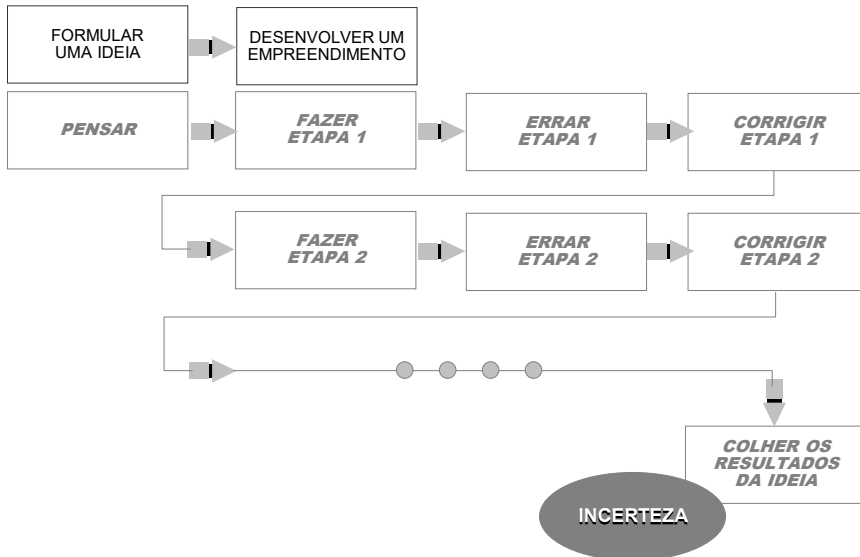 FORMULAR
UMA IDEIA
DESENVOLVER UM
EMPREENDIMENTO
PENSAR
FAZER
ETAPA 1
ERRAR
ETAPA 1
CORRIGIR
ETAPA 1
FAZER
ETAPA 2
ERRAR
ETAPA 2
CORRIGIR
ETAPA 2
COLHER OS
RESULTADOS
DA IDEIA
INCERTEZA